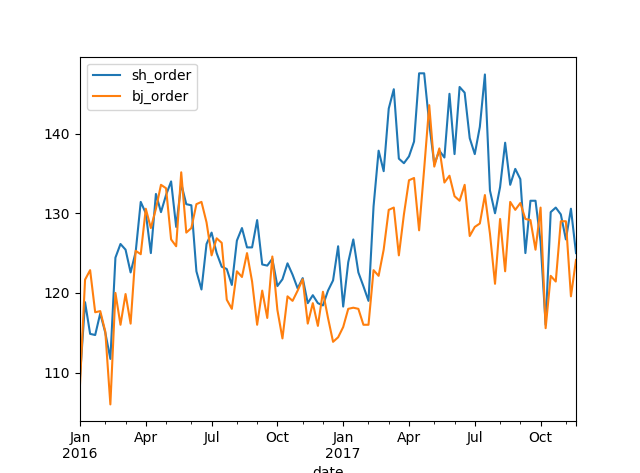 sh_order
bj_order
140
130
120
110
Jan Apr Jul Oct Jan Apr Jul Oct
2016 2017
date